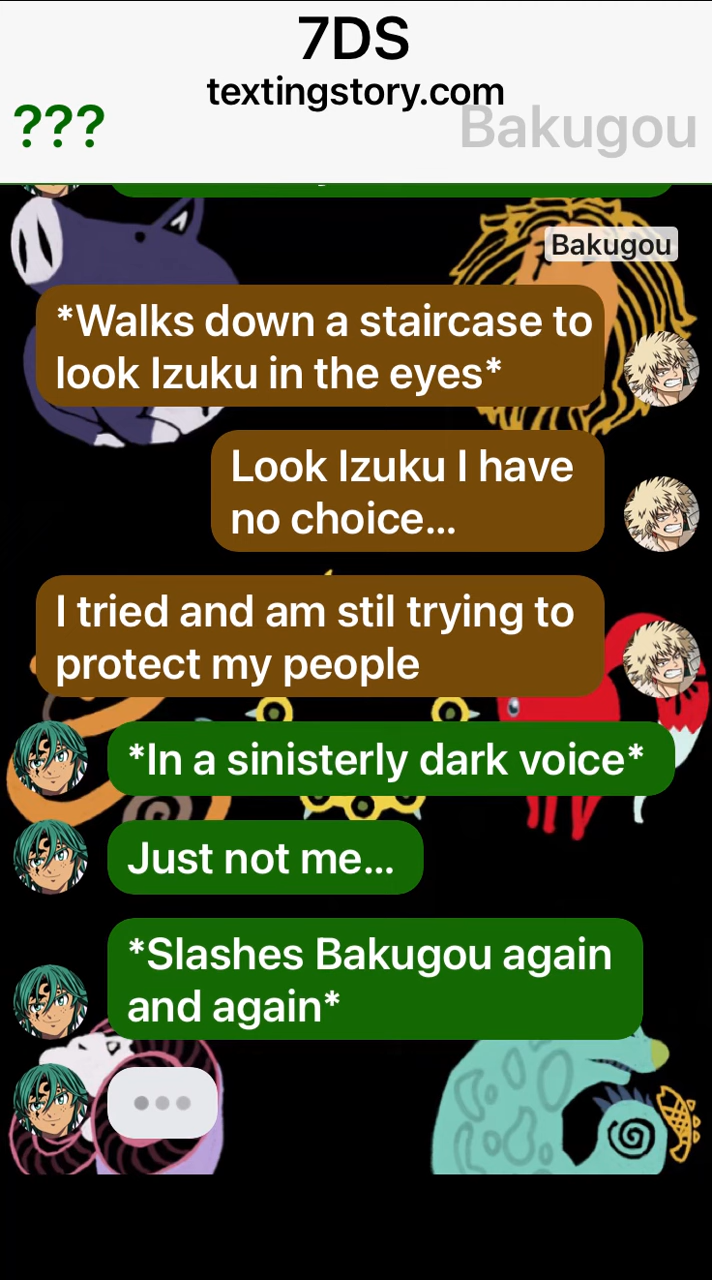 7DS
textingstory.com
??? Bakugou
Bakugou
*Walks down a staircase to
look Izuku in the eyes*
Look Izuku I have
no choice...
I tried and am stil trying to
protect my people
*In a sinisterly dark voice*
Just not me...
*Slashes Bakugou again
and again*